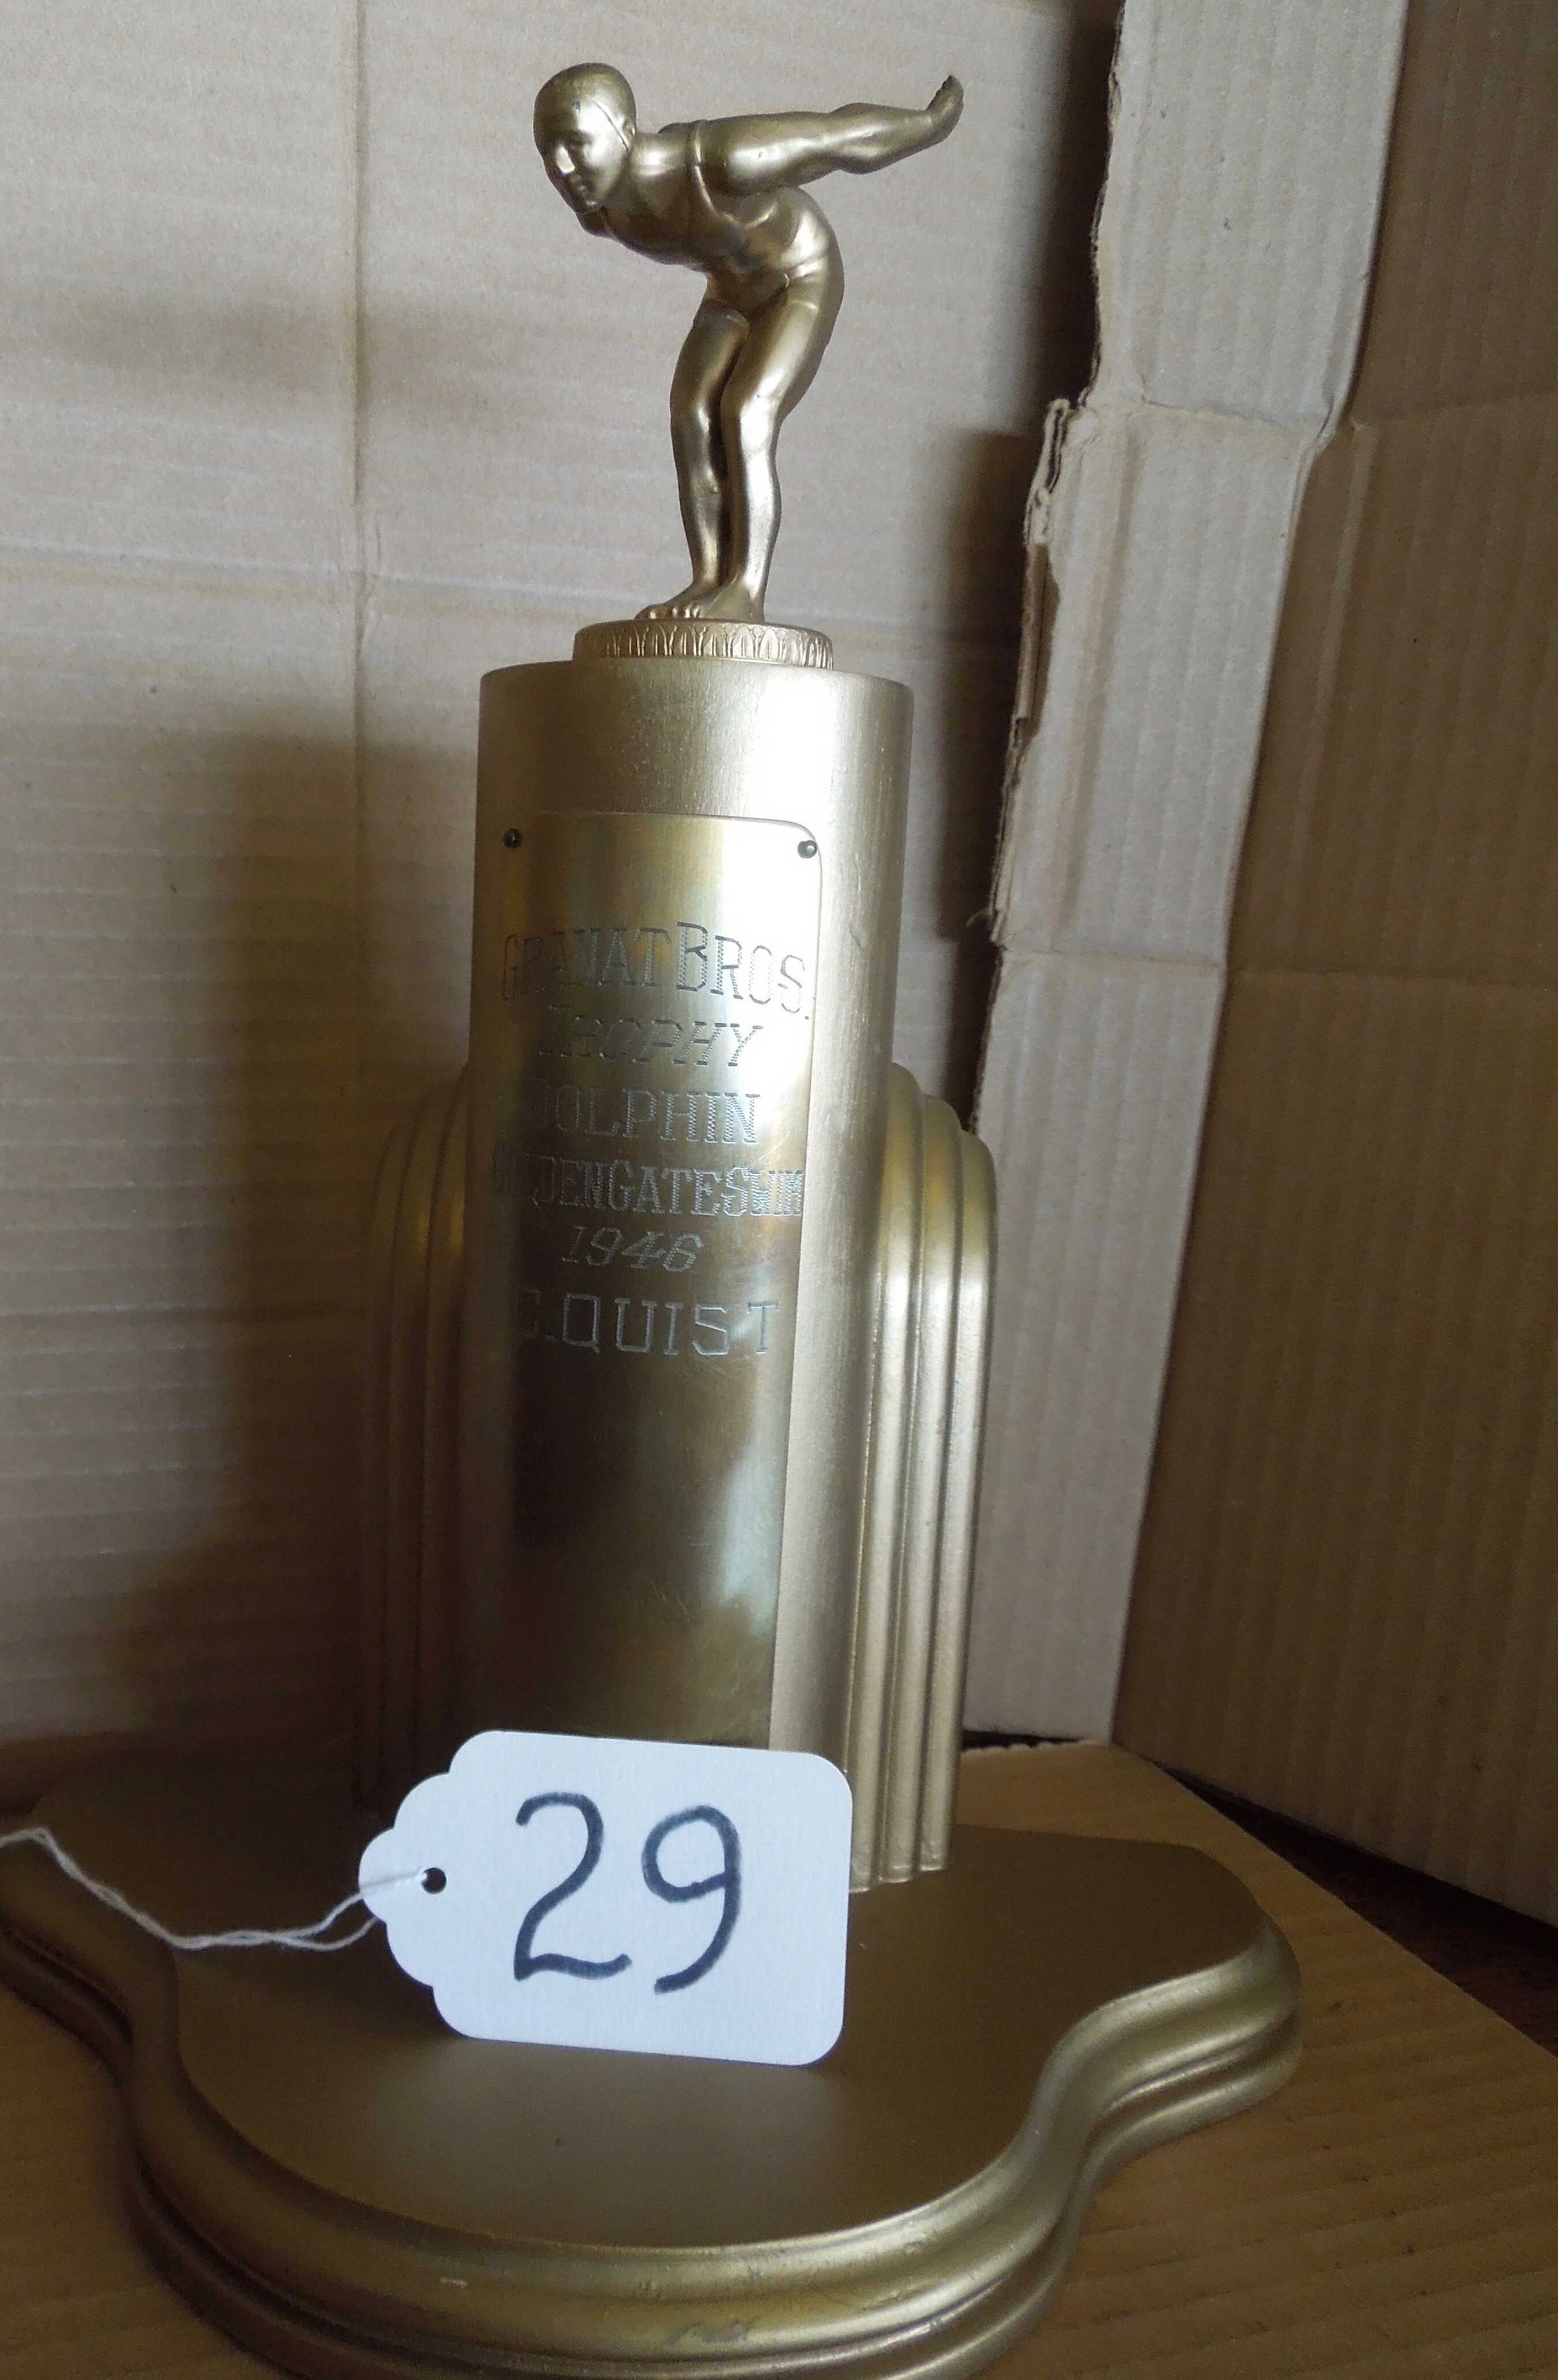 GRANAT BROS.
TROPHY
DOLPHIN
GOLDEN GATE SWIM
1946
C.QUIST
29